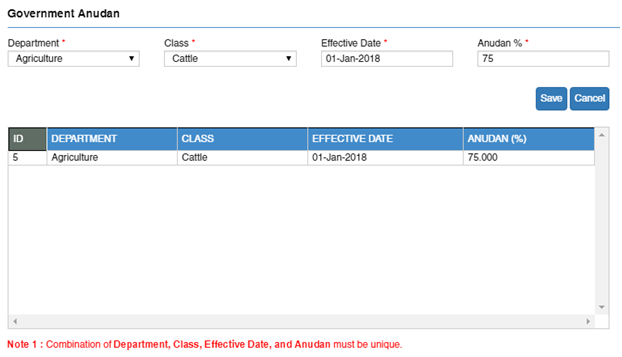 Government Anudan
Department * Class * Effective Date * Anudan % *
Agriculture Cattle 01-Jan-2018 75
Save Cancel
ID DEPARTMENT CLASS EFFECTIVE DATE ANUDAN (%)
5 Agriculture Cattle 01-Jan-2018 75.000
Note 1 : Combination of Department, Class, Effective Date, and Anudan must be unique.